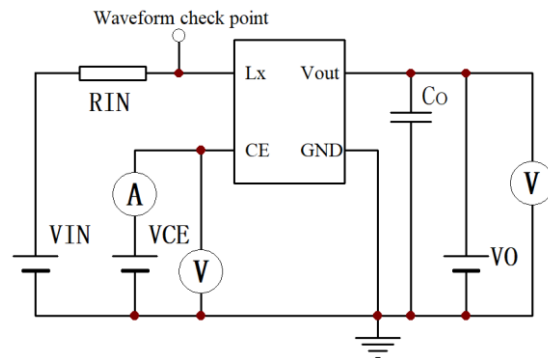 Waveform check point
RIN
Lx
Vout
CO
CE
GND
A
V
VIN
VCE
V
VO